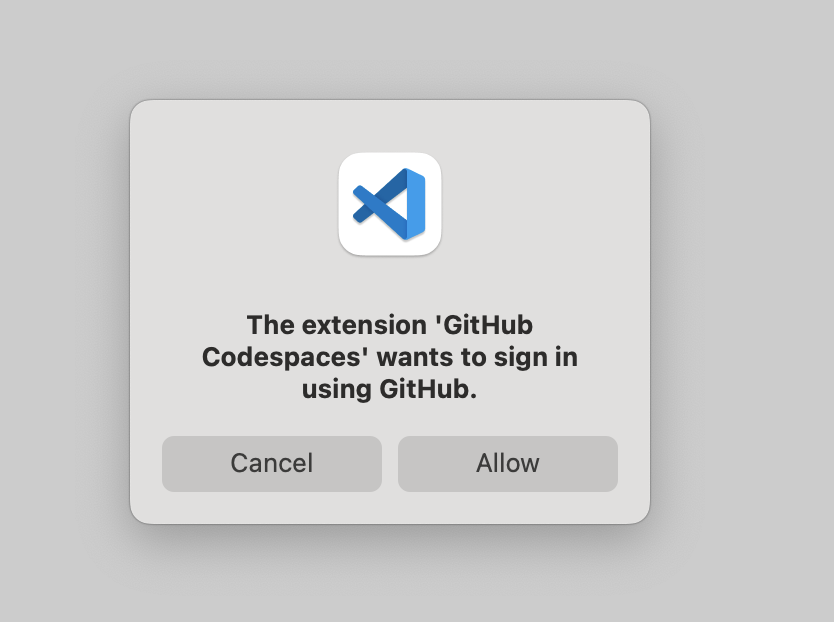 The extension 'GitHub
Codespaces' wants to sign in
using GitHub.
Cancel
Allow